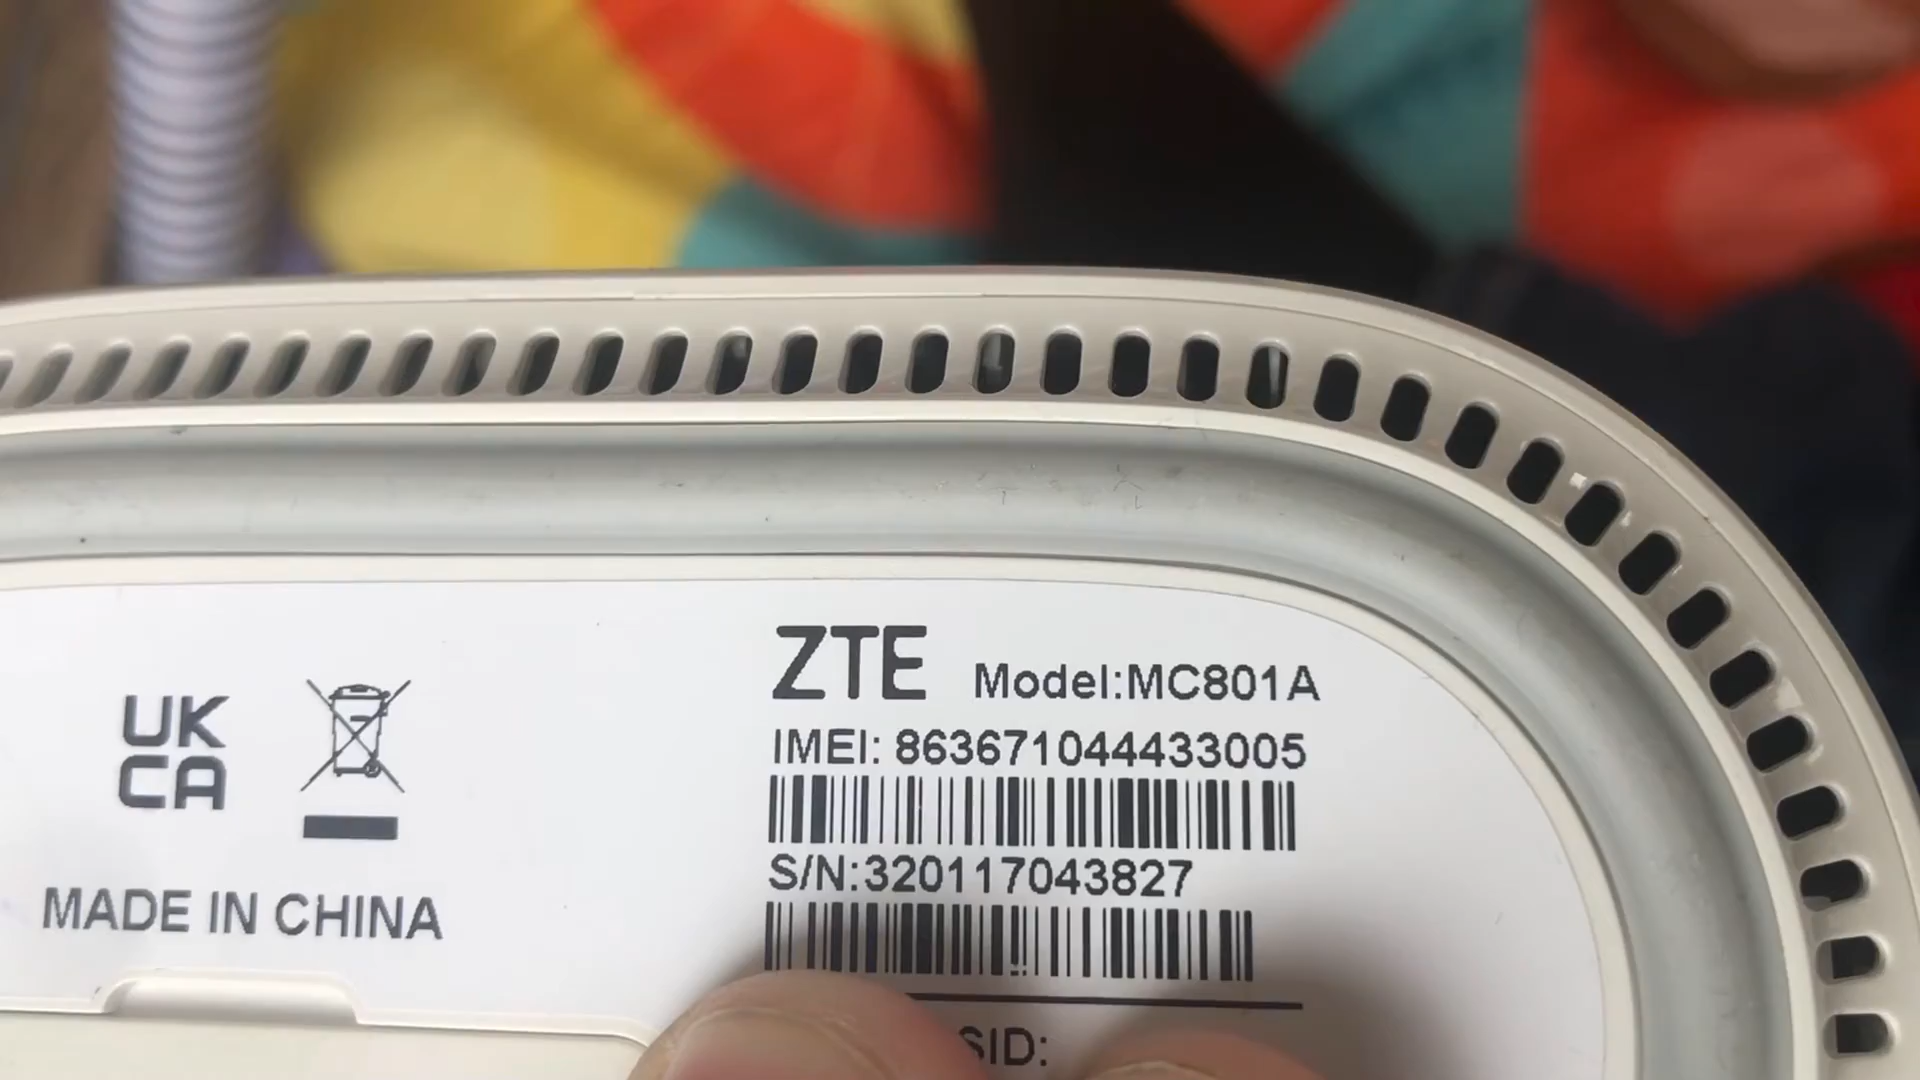 ZTE Model:MC801A
IMEI: 863671044433005
S/N:320117043827
UK
CA
MADE IN CHINA
SID: